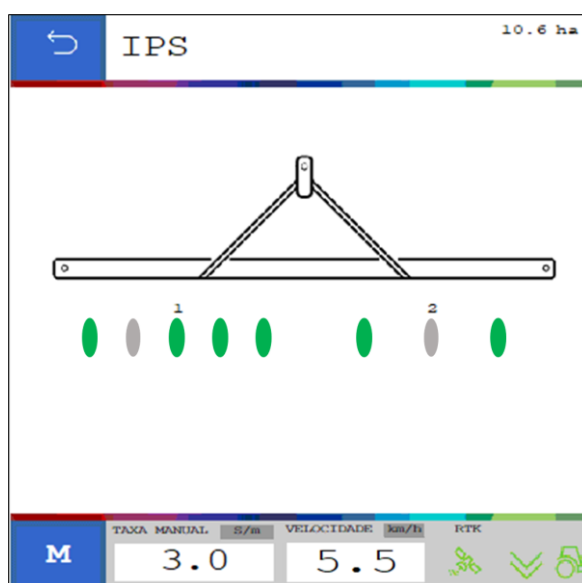 IPS
10.6 ha
1
2
TAXA MANUAL S/m
VELOCIDADE km/h
RTK
M
3.0
5.5